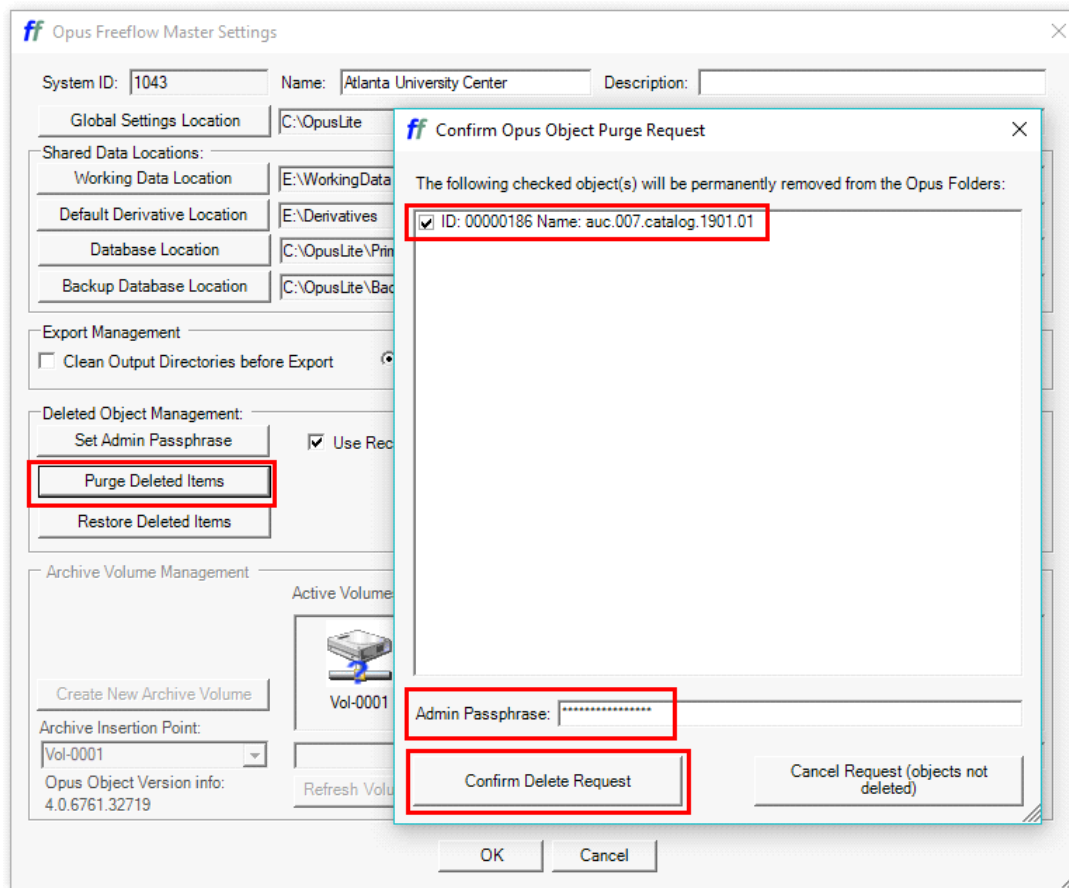 ff Opus Freeflow Master Settings
System ID: 1043 Name: Atlanta University Center Description:
Global Settings Location C:\OpusLite
Shared Data Locations:
Working Data Location E:\WorkingData
Default Derivative Location E:\Derivatives
Database Location C:\OpusLite\Prin
Backup Database Location C:\OpusLite\Bac
Export Management
Clean Output Directories before Export
Deleted Object Management:
Set Admin Passphrase Use Rec
Purge Deleted Items
Restore Deleted Items
Archive Volume Management
Active Volume
Vol-0001
Create New Archive Volume
Archive Insertion Point:
Vol-0001
Opus Object Version info:
4.0.6761.32719
Refresh Volu
OK Cancel
ff Confirm Opus Object Purge Request
The following checked object(s) will be permanently removed from the Opus Folders:
ID: 00000186 Name: auc.007.catalog.1901.01
Admin Passphrase: ****************
Confirm Delete Request
Cancel Request (objects not
deleted)